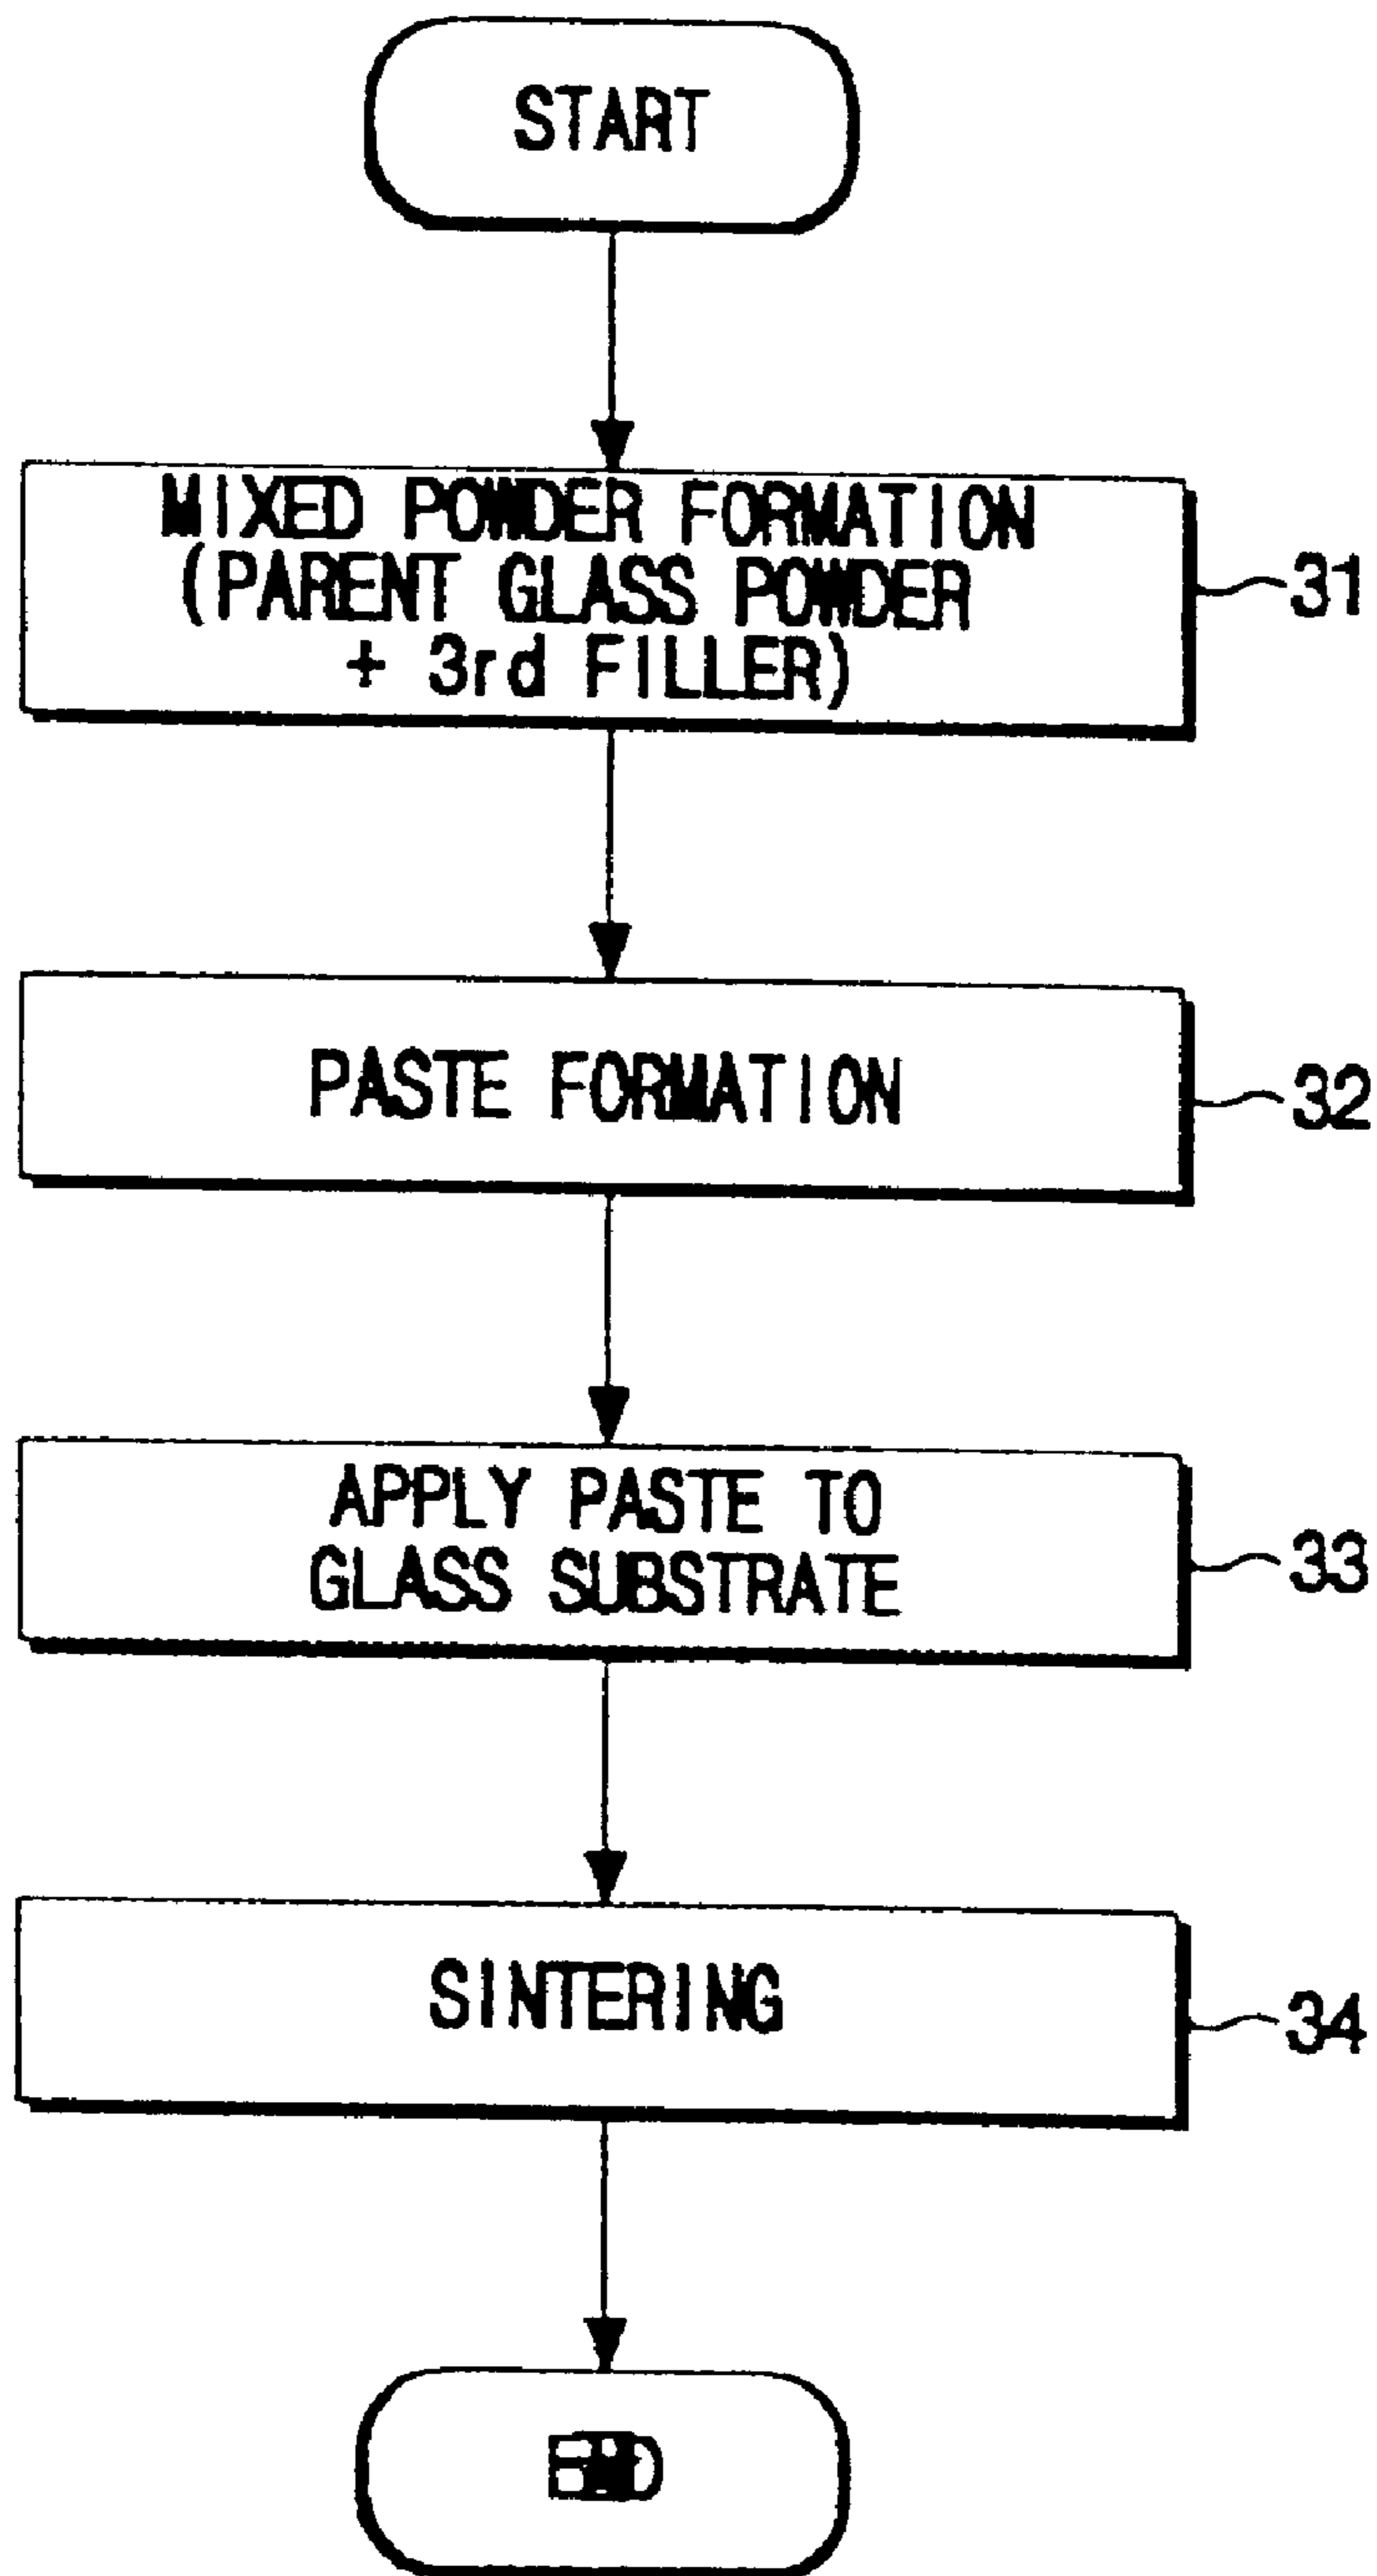 START
MIXED POWDER FORMATION
(PARENT GLASS POWDER
+ 3rd FILLER)
31
PASTE FORMATION
32
APPLY PASTE TO
GLASS SUBSTRATE
33
SINTERING
34
END